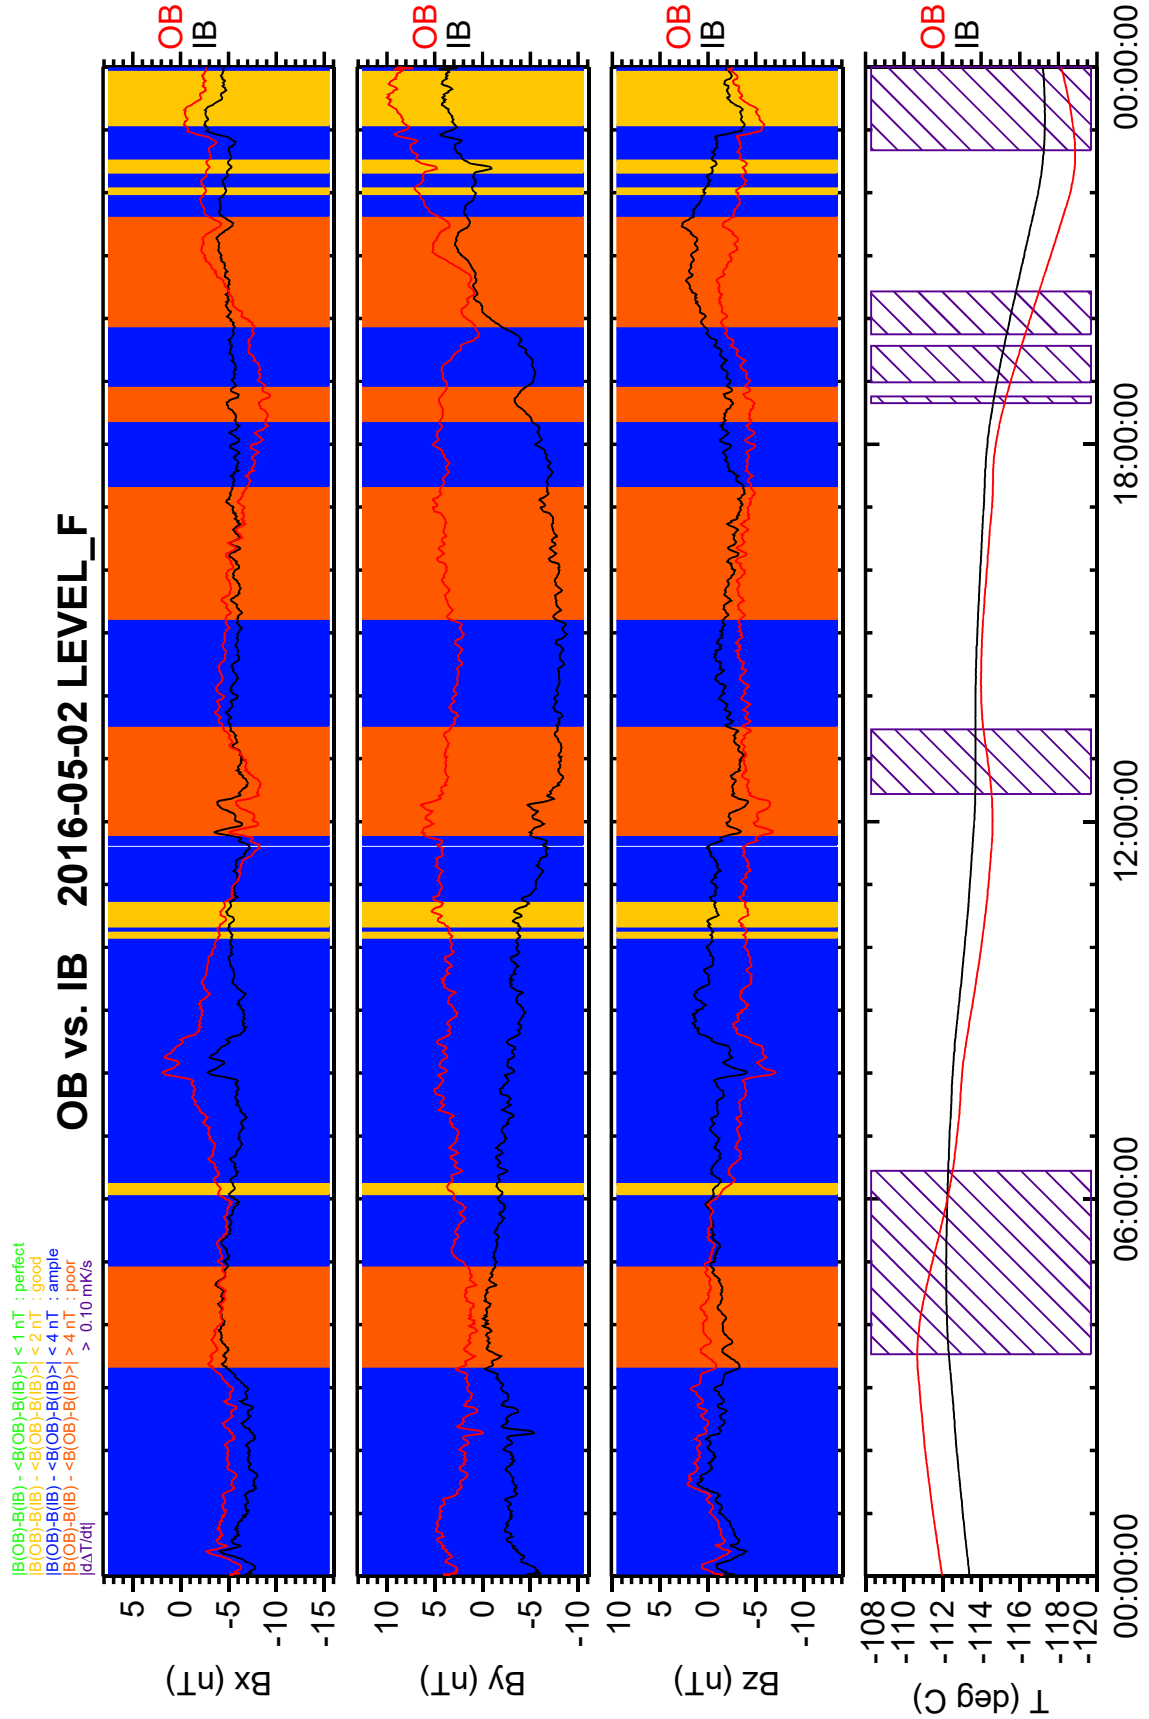 |B(OB)-B(IB) - <B(OB)-B(IB)>| < 1 nT : perfect
|B(OB)-B(IB) - <B(OB)-B(IB)>| < 2 nT : good
|B(OB)-B(IB) - <B(OB)-B(IB)>| < 4 nT : ample
|B(OB)-B(IB) - <B(OB)-B(IB)>| > 4 nT : poor
|dΔT/dt| > 0.10 mK/s
OB vs. IB 2016-05-02 LEVEL_F
Bx (nT)
5
0
-5
-10
-15
OB
IB
By (nT)
10
5
0
-5
-10
OB
IB
Bz (nT)
10
5
0
-5
-10
OB
IB
T (deg C)
-108
-110
-112
-114
-116
-118
-120
OB
IB
00:00:00
06:00:00
12:00:00
18:00:00
00:00:00